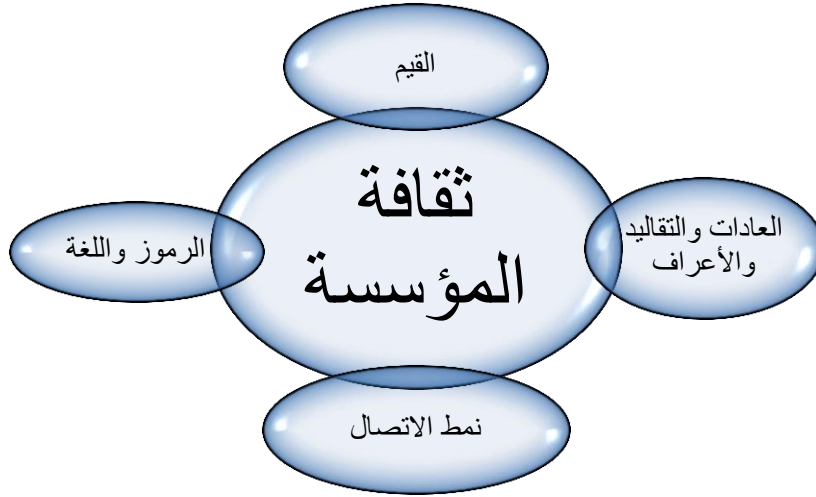 القيم
ثقافة
المؤسسة
العادات والتقاليد
والأعراف
الرموز واللغة
نمط الاتصال